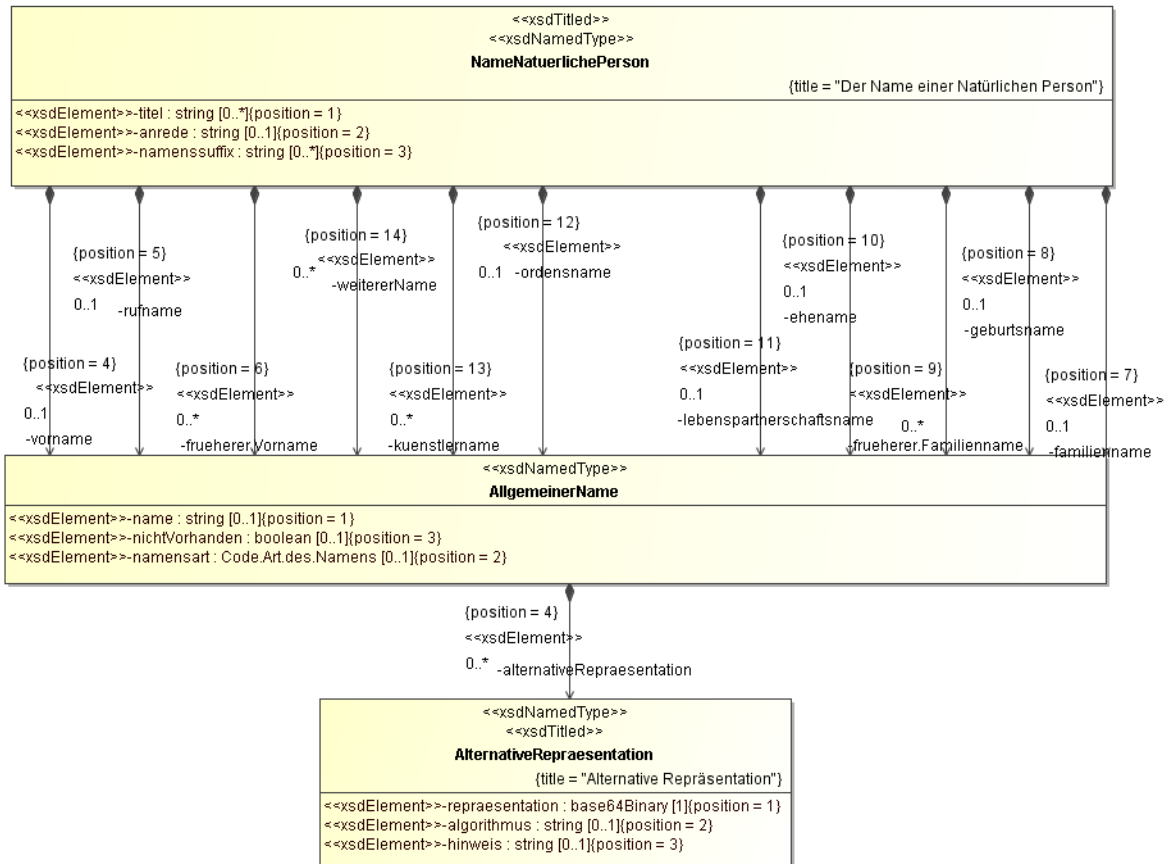 <<xsdTitled>>
<<xsdNamedType>>
NameNatuerlichePerson
{title = "Der Name einer Natürlichen Person"}
<<xsdElement>>-titel : string [0..*]{position = 1}
<<xsdElement>>-anrede : string [0..1]{position = 2}
<<xsdElement>>-namenssuffix : string [0..*]{position = 3}
{position = 5}
<<xsdElement>>
0..1
-rufname
{position = 14}
<<xsdElement>>
0..*
-weitererName
{position = 12}
<<xsdElement>>
0..1 -ordensname
{position = 10}
<<xsdElement>>
0..1
-ehename
{position = 8}
<<xsdElement>>
0..1
-geburtsname
{position = 4}
<<xsdElement>>
0..1
-vorname
{position = 6}
<<xsdElement>>
0..*
-frueherer.Vorname
{position = 13}
<<xsdElement>>
0..*
-kuenstlername
{position = 11}
<<xsdElement>>
0..1
-lebenspartnerschaftsname
{position = 9}
<<xsdElement>>
0..*
-frueherer.Familienname
{position = 7}
<<xsdElement>>
0..1
-familienname
<<xsdNamedType>>
AllgemeinerName
<<xsdElement>>-name : string [0..1]{position = 1}
<<xsdElement>>-nichtVorhanden : boolean [0..1]{position = 3}
<<xsdElement>>-namensart : Code.Art.des.Namens [0..1]{position = 2}
{position = 4}
<<xsdElement>>
0..* -alternativeRepraesentation
<<xsdNamedType>>
<<xsdTitled>>
AlternativeRepraesentation
{title = "Alternative Repräsentation"}
<<xsdElement>>-repraesentation : base64Binary [1]{position = 1}
<<xsdElement>>-algorithmus : string [0..1]{position = 2}
<<xsdElement>>-hinweis : string [0..1]{position = 3}